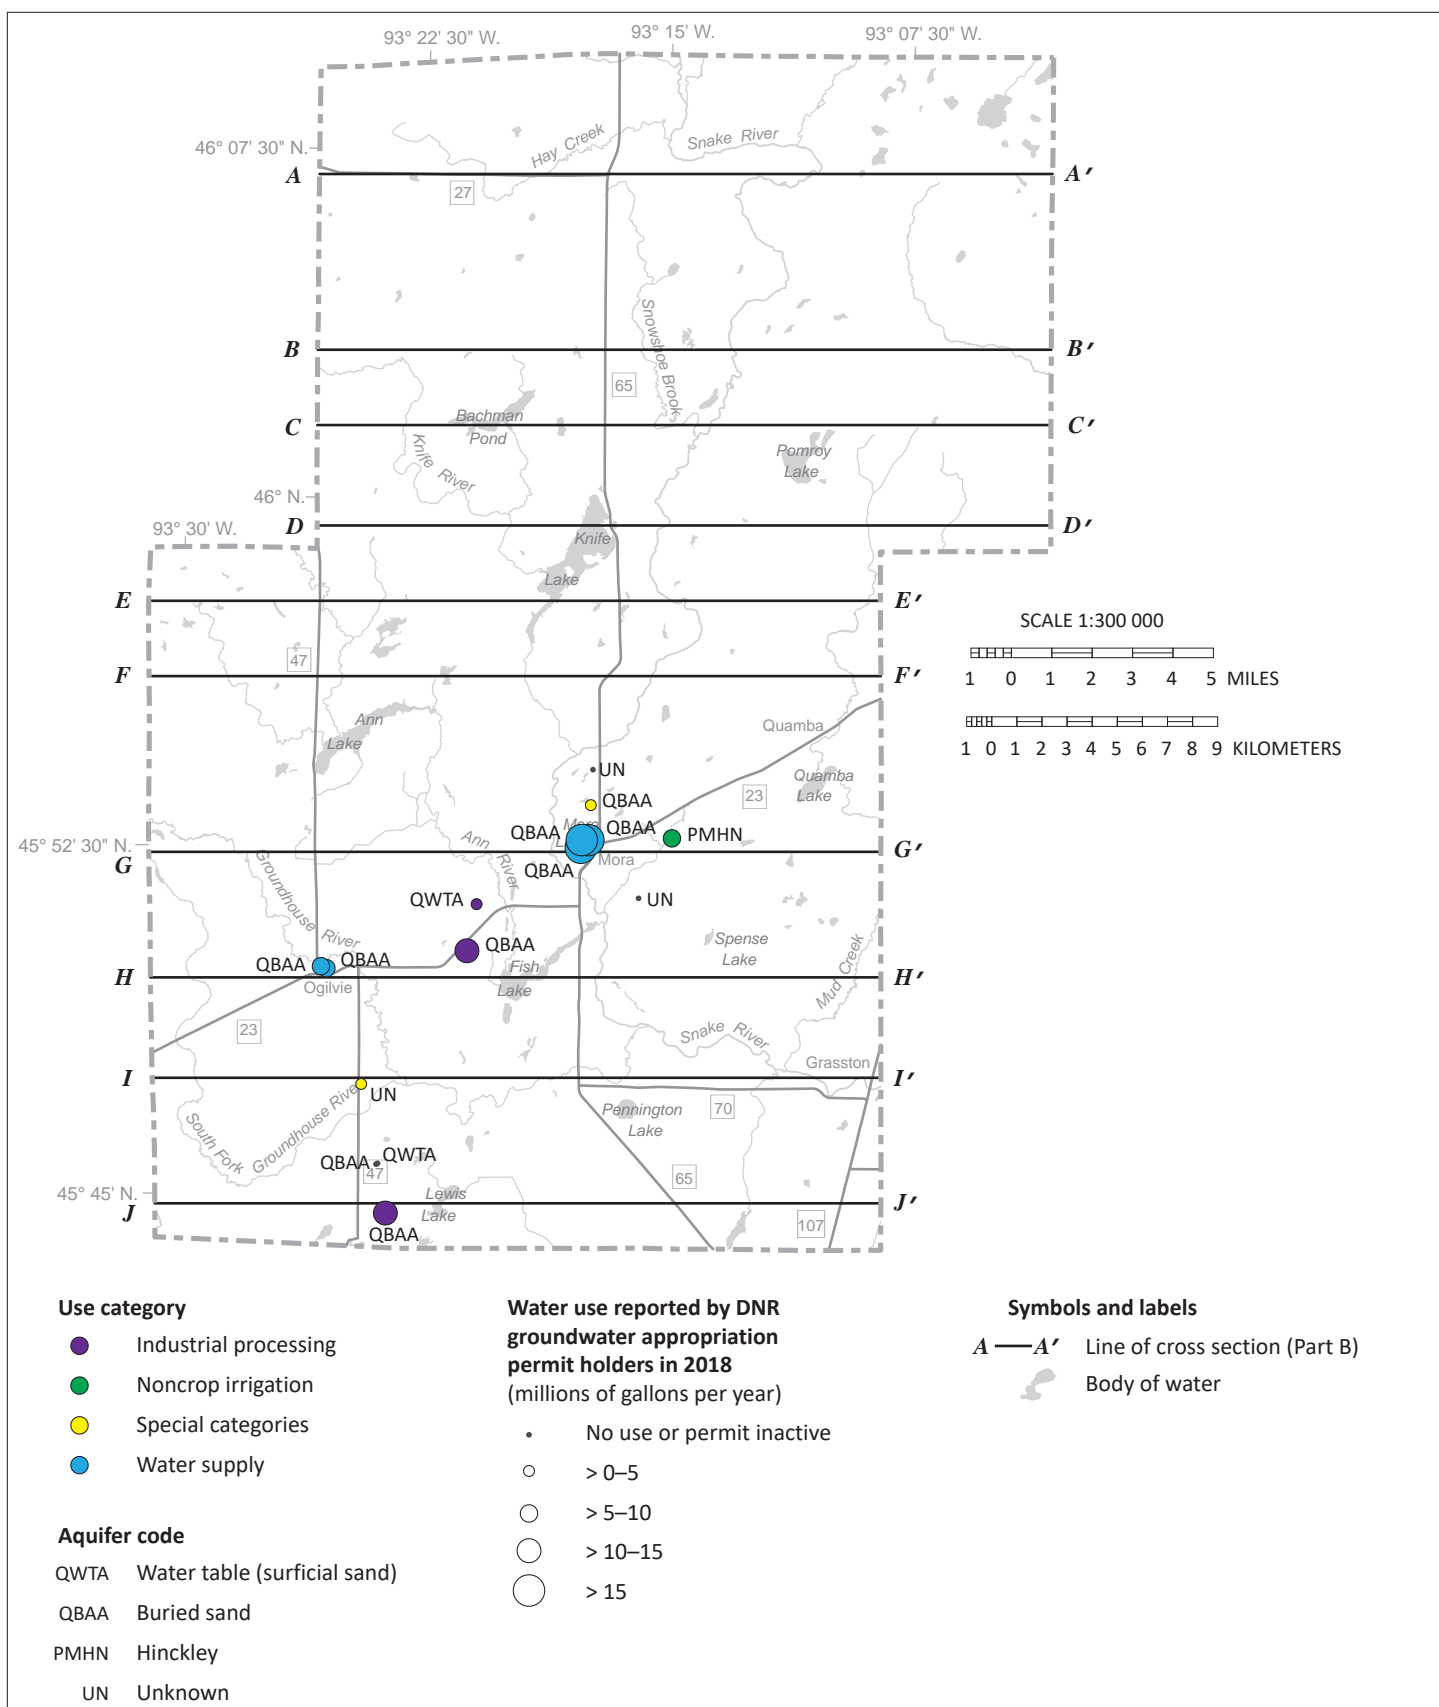 93° 22' 30" W.
93° 15' W.
93° 07' 30" W.
46° 07' 30" N.
Hay Creek
Snake River
A
A′
27
Snowshoe Brook
B
B′
65
Bachman
Pond
C
C′
Knife River
Pomroy
Lake
46° N.
D
D′
93° 30' W.
Knife
Lake
E
E′
SCALE 1:300 000
1 0 1 2 3 4 5 MILES
1 0 1 2 3 4 5 6 7 8 9 KILOMETERS
47
F
F′
Ann
Lake
Quamba
UN
Quamba
Lake
23
QBAA
Mora
QBAA
QBAA
PMHN
45° 52' 30" N.
G
G′
Mora
QBAA
Ann River
Groundhouse River
QWTA
UN
QBAA
Spense
Lake
Mud Creek
QBAA
QBAA
Fish
Lake
H
H′
Ogilvie
23
Snake River
Grasston
I
I′
UN
South Fork
Groundhouse River
Pennington
Lake
70
QBAA
QWTA
47
65
45° 45' N.
Lewis
Lake
J
J′
107
QBAA
Use category
Industrial processing
Noncrop irrigation
Special categories
Water supply
Aquifer code
QWTA Water table (surficial sand)
QBAA Buried sand
PMHN Hinckley
UN Unknown
Water use reported by DNR
groundwater appropriation
permit holders in 2018
(millions of gallons per year)
No use or permit inactive
> 0–5
> 5–10
> 10–15
> 15
Symbols and labels
A A′ Line of cross section (Part B)
Body of water